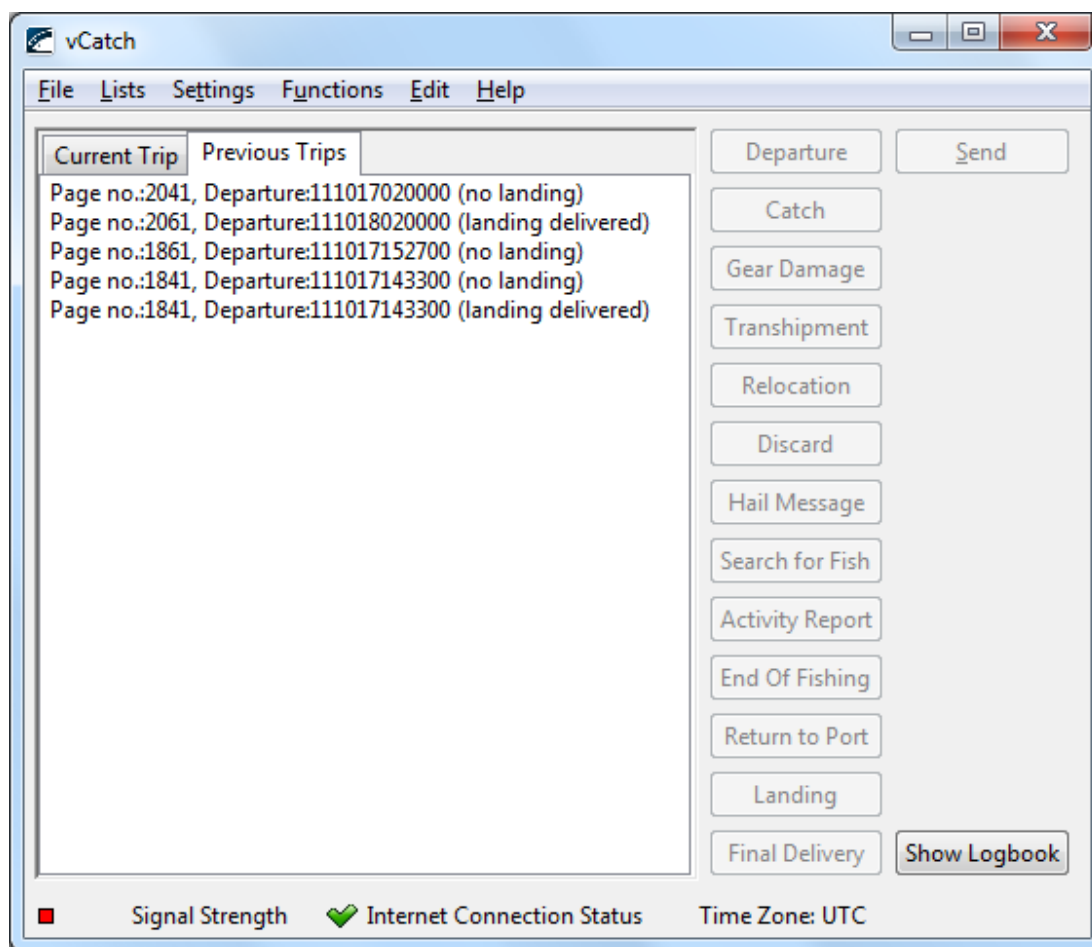 vCatch
File Lists Settings Functions Edit Help
Current Trip Previous Trips
Page no.:2041, Departure:111017020000 (no landing)
Page no.:2061, Departure:111018020000 (landing delivered)
Page no.:1861, Departure:111017152700 (no landing)
Page no.:1841, Departure:111017143300 (no landing)
Page no.:1841, Departure:111017143300 (landing delivered)
Departure Send
Catch
Gear Damage
Transhipment
Relocation
Discard
Hail Message
Search for Fish
Activity Report
End Of Fishing
Return to Port
Landing
Final Delivery Show Logbook
Signal Strength Internet Connection Status Time Zone: UTC